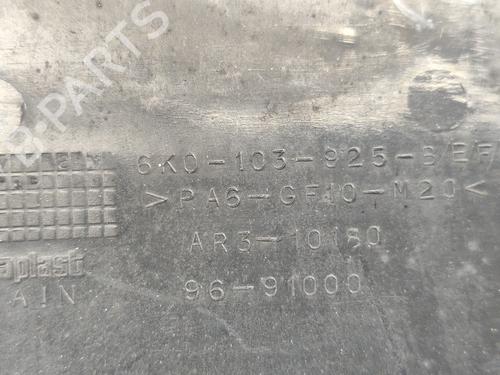 B-PARTS
6K0-103-925-B/EF
>PA6-GF10-M20<
AR3-10180
aplast
AIN
96-91000